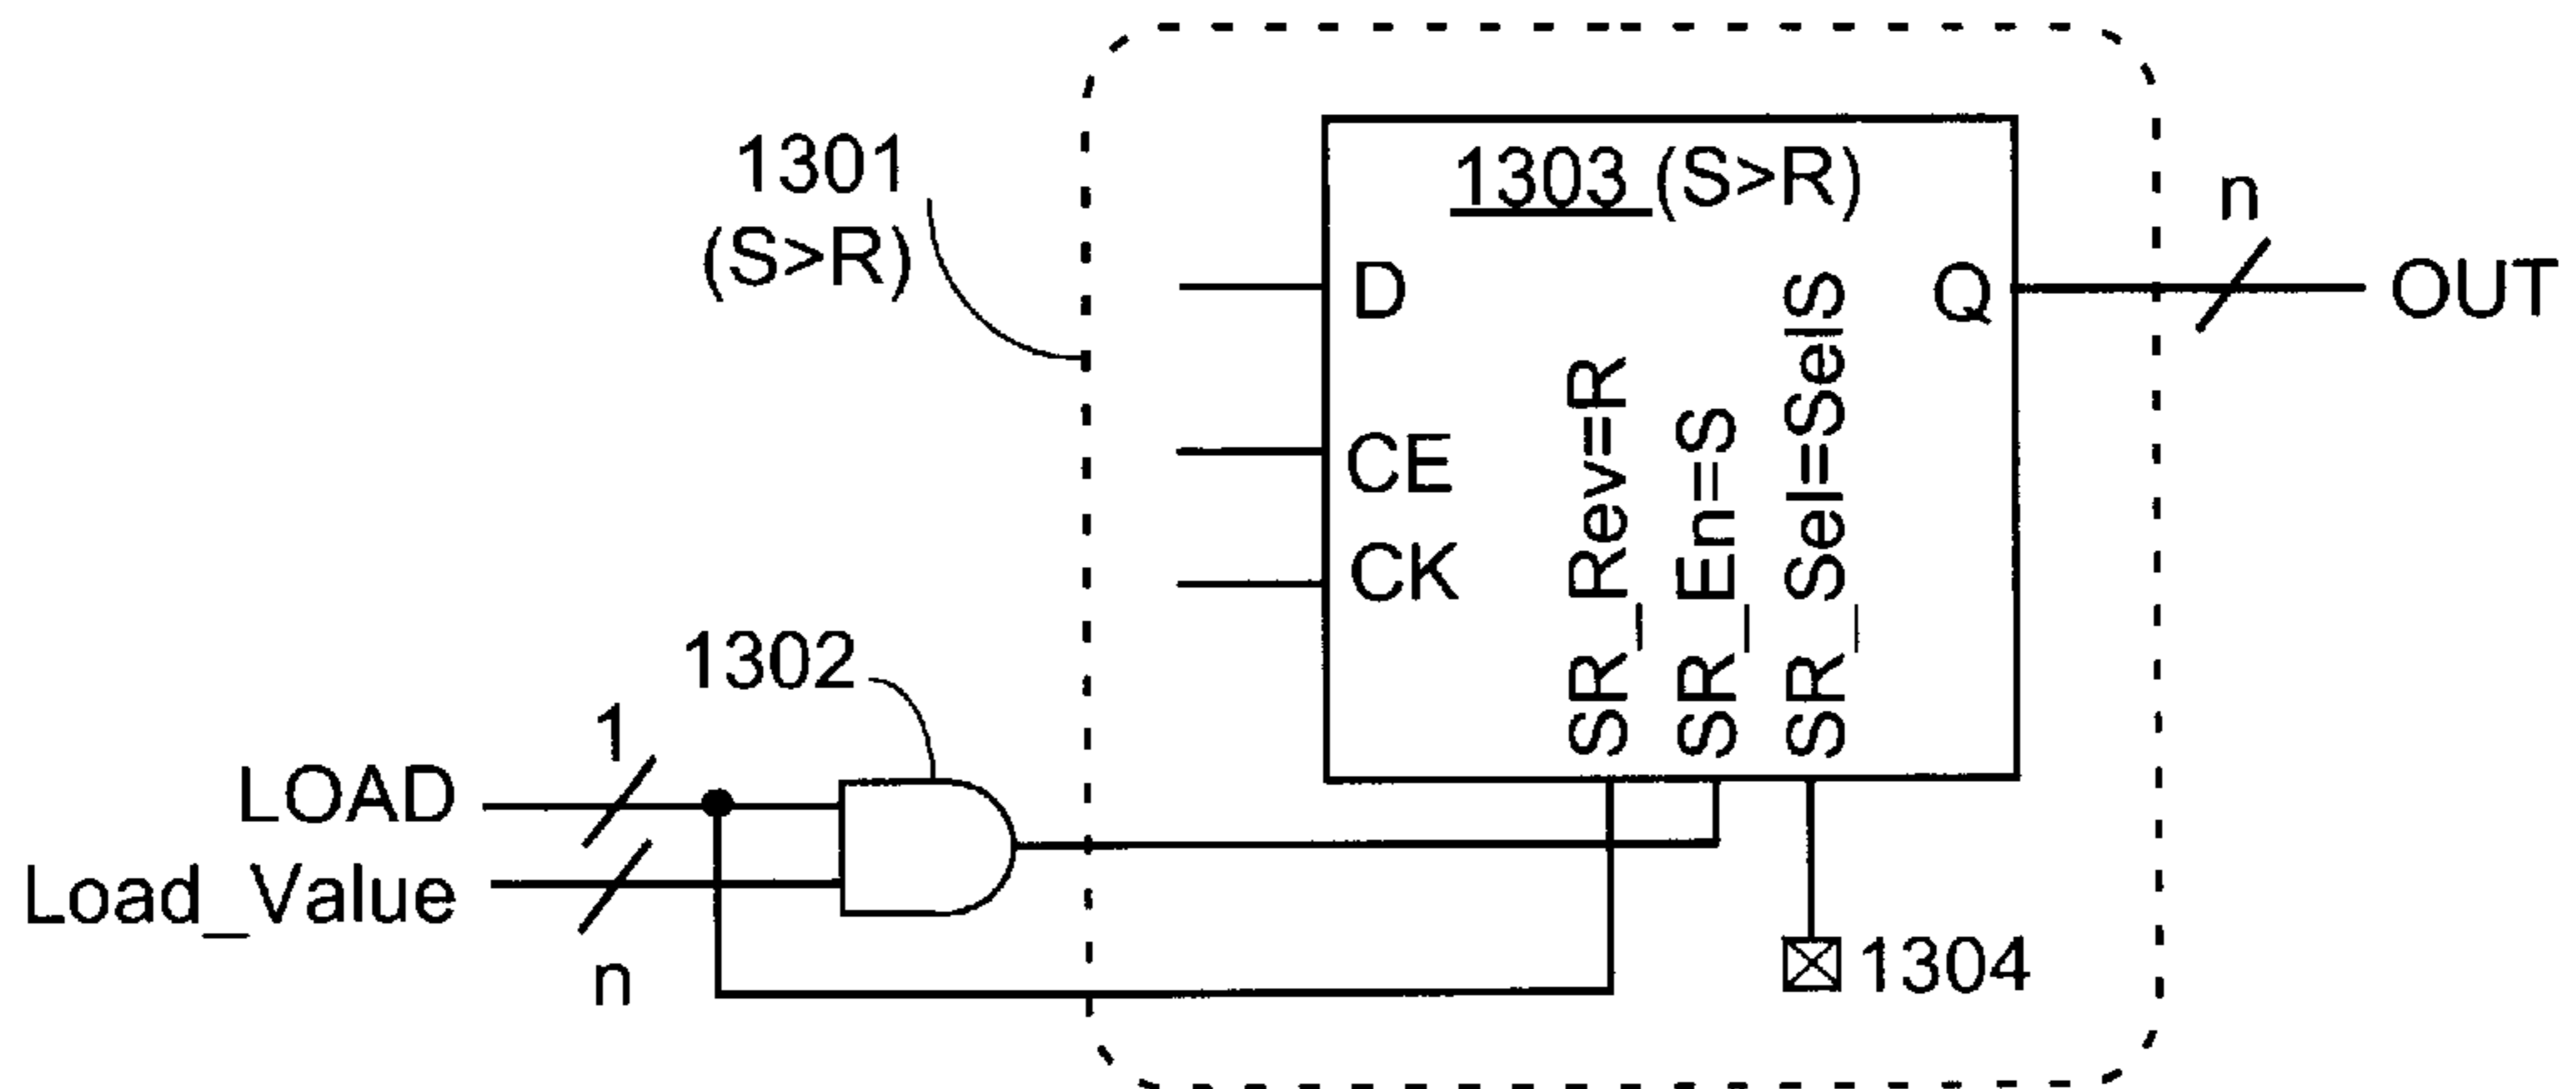 1301
(S>R)
1303 (S>R)
D
CE
CK
SR_Rev=R
SR_En=S
SR_Sel=SelS
Q
n
OUT
1302
LOAD
1
Load_Value
n
1304